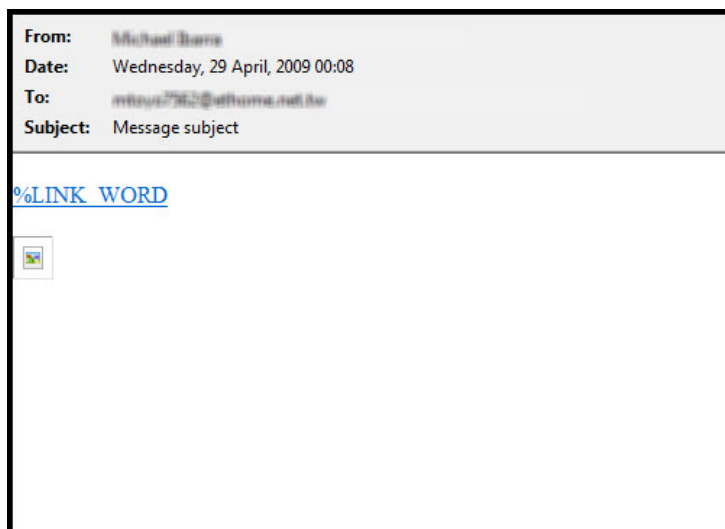 From:
Date: Wednesday, 29 April, 2009 00:08
To:
Subject: Message subject
%LINK_WORD